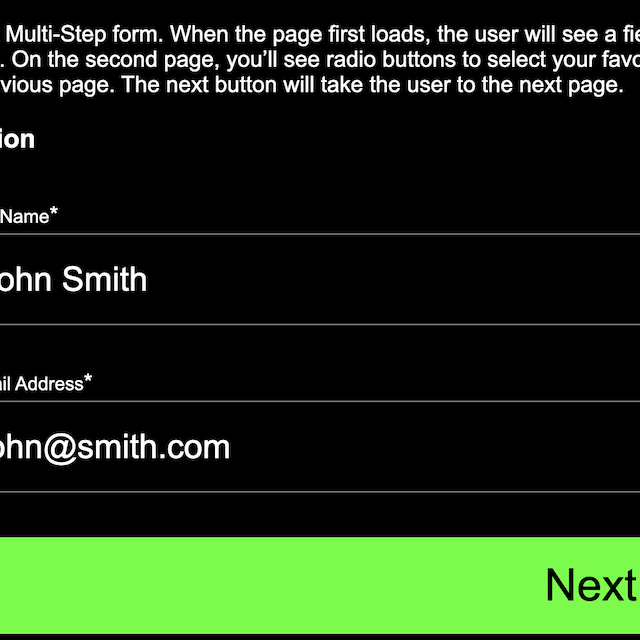 Multi-Step form. When the page first loads, the user will see a fie
. On the second page, you’ll see radio buttons to select your favo
vious page. The next button will take the user to the next page.
ion
Name*
ohn Smith
il Address*
ohn@smith.com
Next